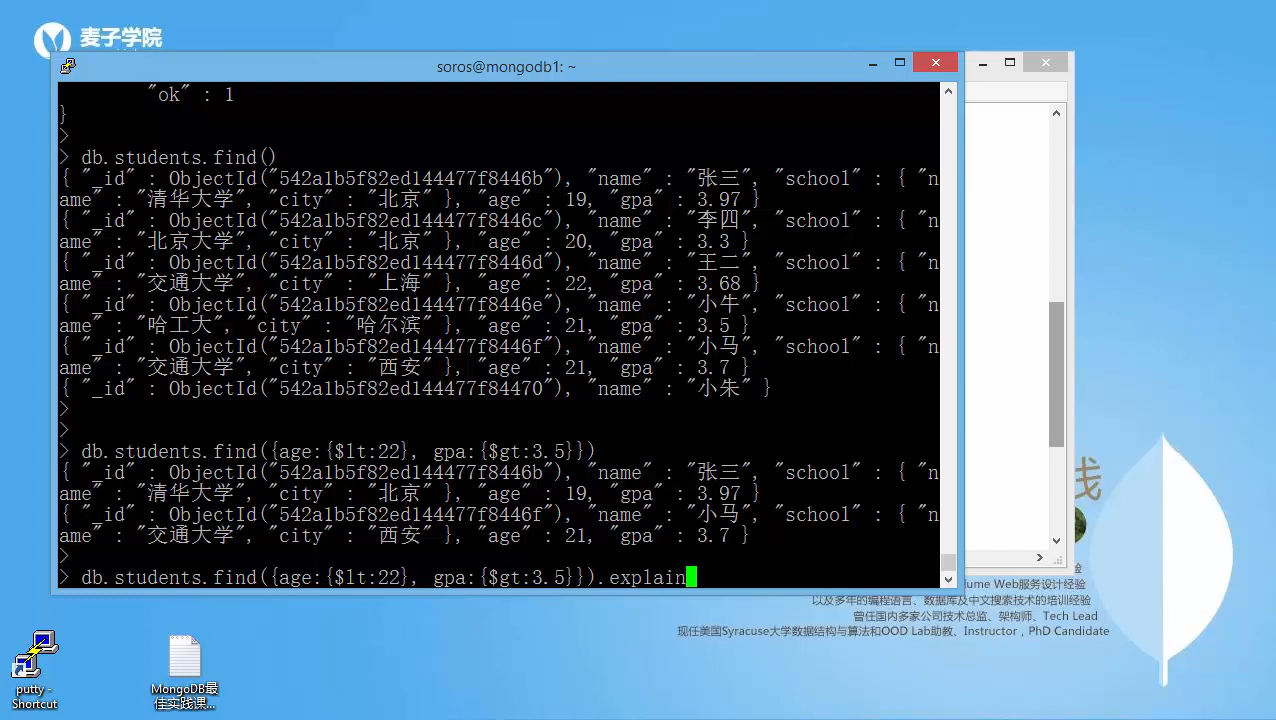 麦子学院
soros@mongodb1: ~
"ok" : 1
}
>
> db.students.find()
{ "_id" : ObjectId("542a1b5f82ed144477f8446b"), "name" : "张三", "school" : { "n
ame" : "清华大学", "city" : "北京" }, "age" : 19, "gpa" : 3.97 }
{ "_id" : ObjectId("542a1b5f82ed144477f8446c"), "name" : "李四", "school" : { "n
ame" : "北京大学", "city" : "北京" }, "age" : 20, "gpa" : 3.3 }
{ "_id" : ObjectId("542a1b5f82ed144477f8446d"), "name" : "王二", "school" : { "n
ame" : "交通大学", "city" : "上海" }, "age" : 22, "gpa" : 3.68 }
{ "_id" : ObjectId("542a1b5f82ed144477f8446e"), "name" : "小牛", "school" : { "n
ame" : "哈工大", "city" : "哈尔滨" }, "age" : 21, "gpa" : 3.5 }
{ "_id" : ObjectId("542a1b5f82ed144477f8446f"), "name" : "小马", "school" : { "n
ame" : "交通大学", "city" : "西安" }, "age" : 21, "gpa" : 3.7 }
{ "_id" : ObjectId("542a1b5f82ed144477f84470"), "name" : "小朱" }
>
>
> db.students.find({age:{$lt:22}, gpa:{$gt:3.5}})
{ "_id" : ObjectId("542a1b5f82ed144477f8446b"), "name" : "张三", "school" : { "n
ame" : "清华大学", "city" : "北京" }, "age" : 19, "gpa" : 3.97 }
{ "_id" : ObjectId("542a1b5f82ed144477f8446f"), "name" : "小马", "school" : { "n
ame" : "交通大学", "city" : "西安" }, "age" : 21, "gpa" : 3.7 }
>
> db.students.find({age:{$lt:22}, gpa:{$gt:3.5}}).explain
践
验
lume Web服务设计经验
以及多年的编程语言、数据库及中文搜索技术的培训经验
曾任国内多家公司技术总监、架构师、Tech Lead
现任美国Syracuse大学数据结构与算法和OOD Lab助教、Instructor，PhD Candidate
putty -
Shortcut
MongoDB最
佳实践课...